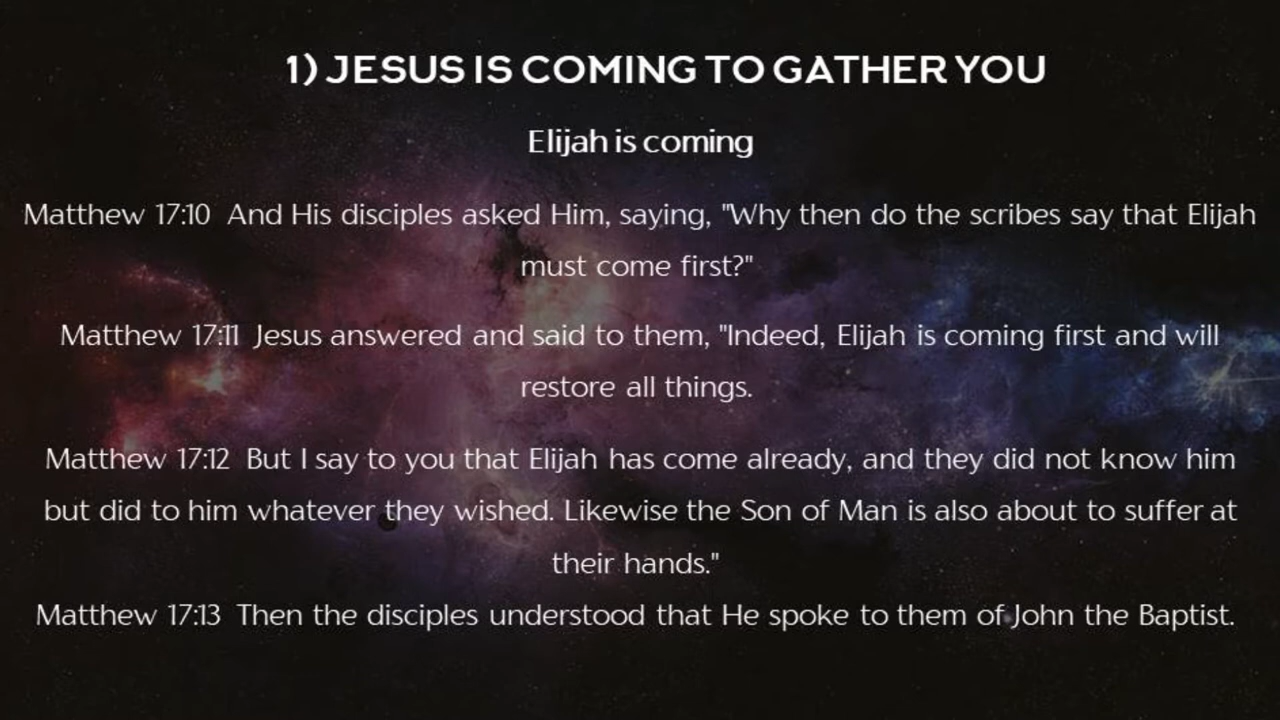 1) JESUS IS COMING TO GATHER YOU
Elijah is coming
Matthew 17:10  And His disciples asked Him, saying, "Why then do the scribes say that Elijah
must come first?"
Matthew 17:11  Jesus answered and said to them, "Indeed, Elijah is coming first and will
restore all things.
Matthew 17:12  But I say to you that Elijah has come already, and they did not know him
but did to him whatever they wished. Likewise the Son of Man is also about to suffer at
their hands."
Matthew 17:13  Then the disciples understood that He spoke to them of John the Baptist.